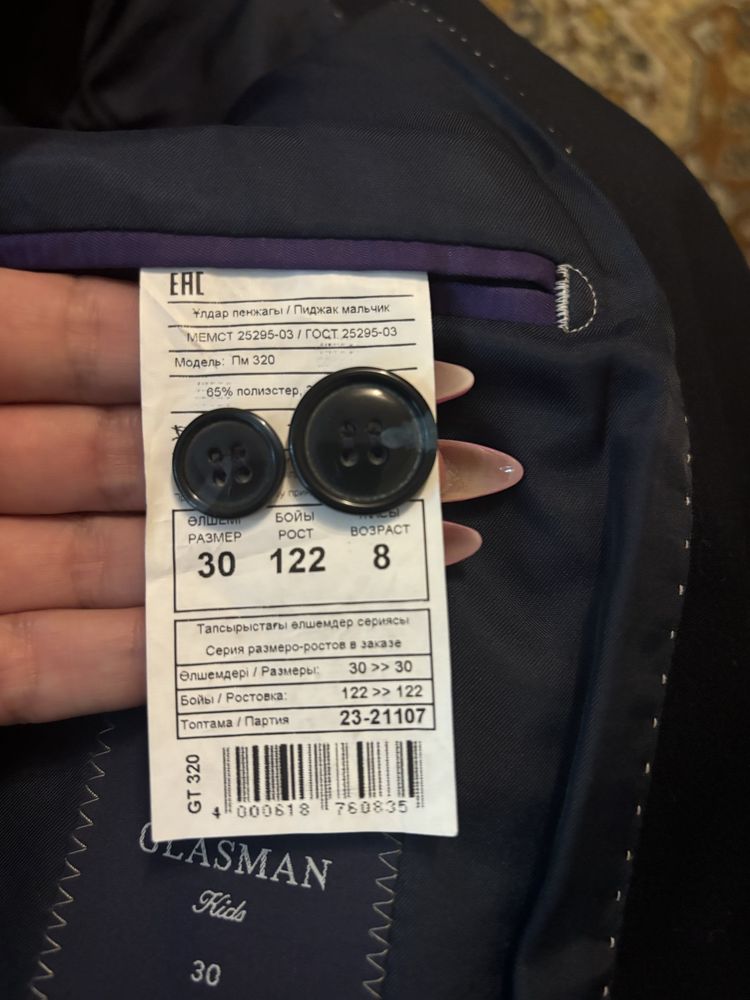 EAC
Ұлдар пенжагы / Пиджак мальчик
МЕМСТ 25295-03 / ГОСТ 25295-03
Модель: Пм 320
65% полиэстер,
ӨЛШЕМІ БОЙЫ
РАЗМЕР РОСТ ВОЗРАСТ
30 122 8
Тапсырыстағы өлшемдер сериясы
Серия размеро-ростов в заказе
Өлшемдері / Размеры: 30 >> 30
Бойы / Ростовка: 122 >> 122
Топтама / Партия 23-21107
GT 320
4 000618 760835
GLASMAN
Kids
30